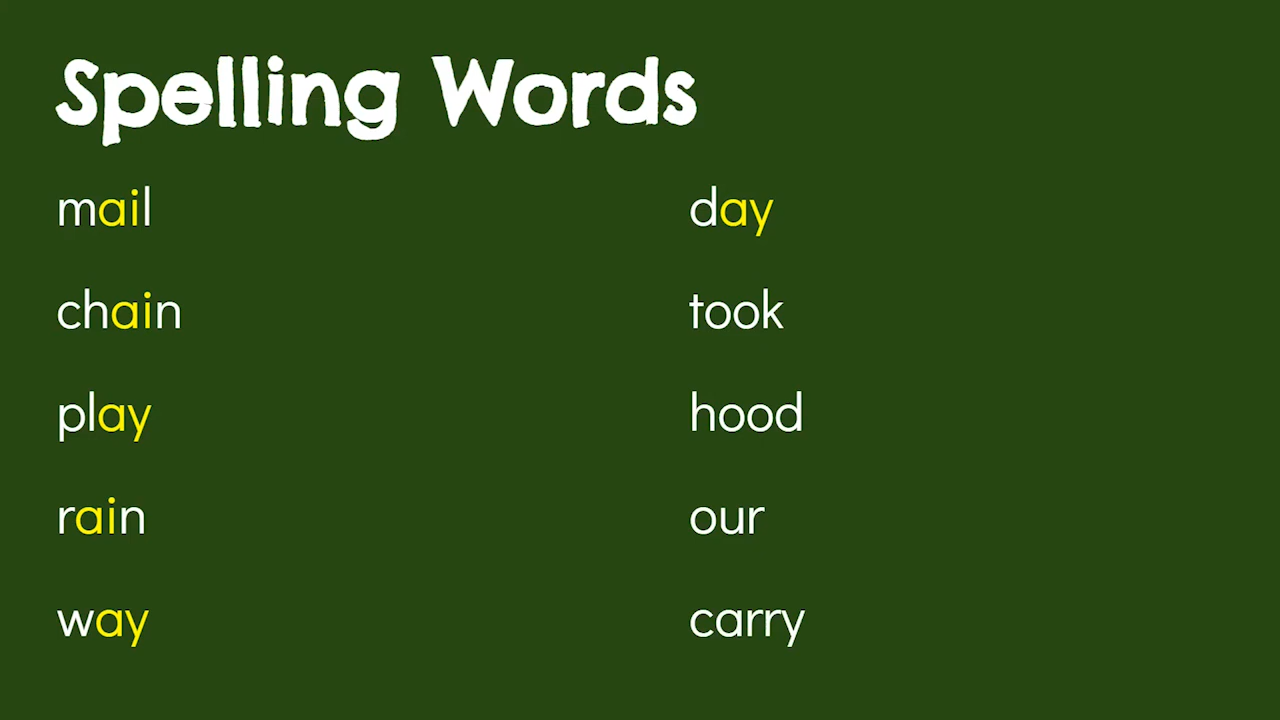 Spelling Words
mail
chain
play
rain
way
day
took
hood
our
carry